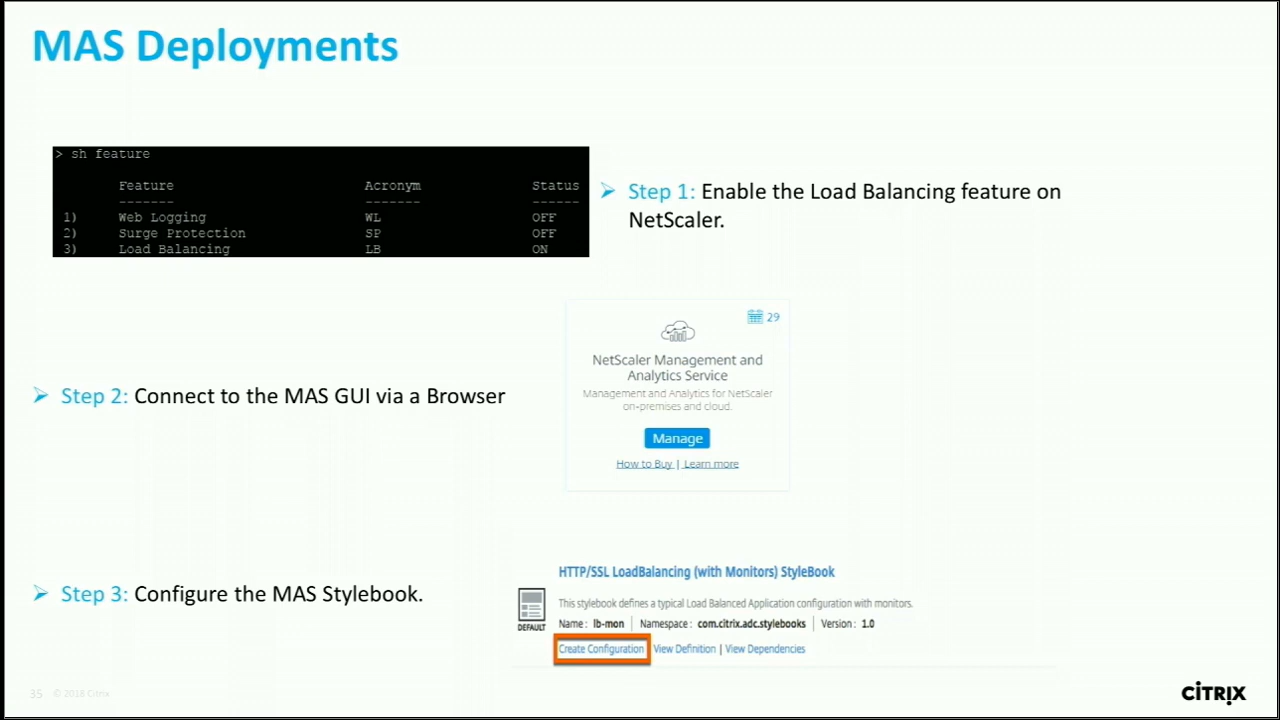 MAS Deployments
> sh feature
Feature Acronym Status
------- ------- ------
1) Web Logging WL OFF
2) Surge Protection SP OFF
3) Load Balancing LB ON
➢ Step 1: Enable the Load Balancing feature on
NetScaler.
29
NetScaler Management and
Analytics Service
Management and Analytics for NetScaler
on-premises and cloud.
Manage
How to Buy | Learn more
➢ Step 2: Connect to the MAS GUI via a Browser
➢ Step 3: Configure the MAS Stylebook.
HTTP/SSL LoadBalancing (with Monitors) StyleBook
This stylebook defines a typical Load Balanced Application configuration with monitors.
DEFAULT
Name : lb-mon | Namespace : com.citrix.adc.stylebooks | Version : 1.0
Create Configuration | View Definition | View Dependencies
35 © 2018 Citrix
CITRIX